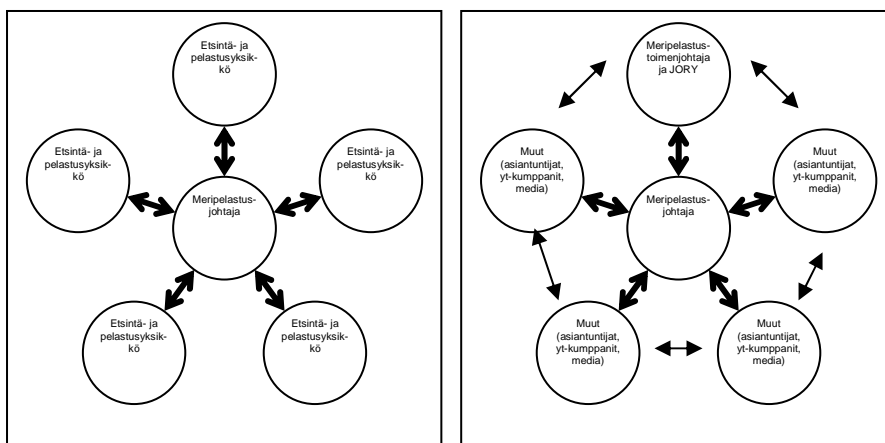 Etsintä- ja
pelastusyksik-
kö
Etsintä- ja
pelastusyksik-
kö
Etsintä- ja
pelastusyksik-
kö
Meripelastus-
johtaja
Etsintä- ja
pelastusyksik-
kö
Etsintä- ja
pelastusyksik-
kö
Meripelastus-
toimenjohtaja
ja JORY
Muut
(asiantuntijat,
yt-kumppanit,
media)
Muut
(asiantuntijat,
yt-kumppanit,
media)
Meripelastus-
johtaja
Muut
(asiantuntijat,
yt-kumppanit,
media)
Muut
(asiantuntijat,
yt-kumppanit,
media)